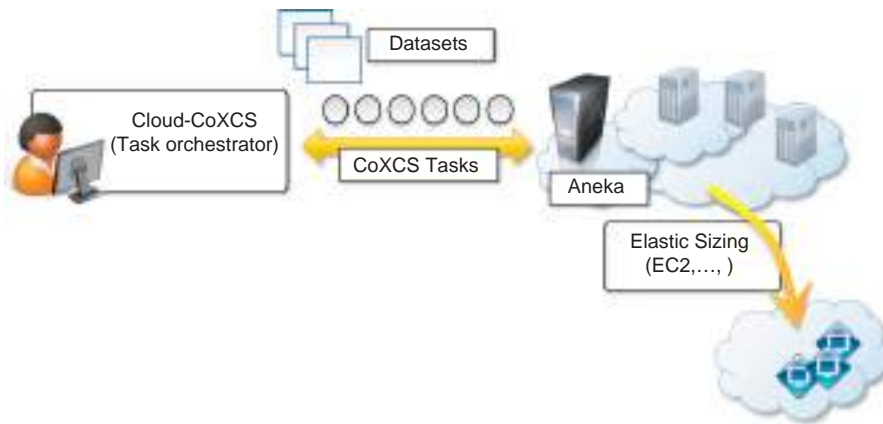 Datasets
Cloud-CoXCS
(Task orchestrator)
CoXCS Tasks
Aneka
Elastic Sizing
(EC2,…, )